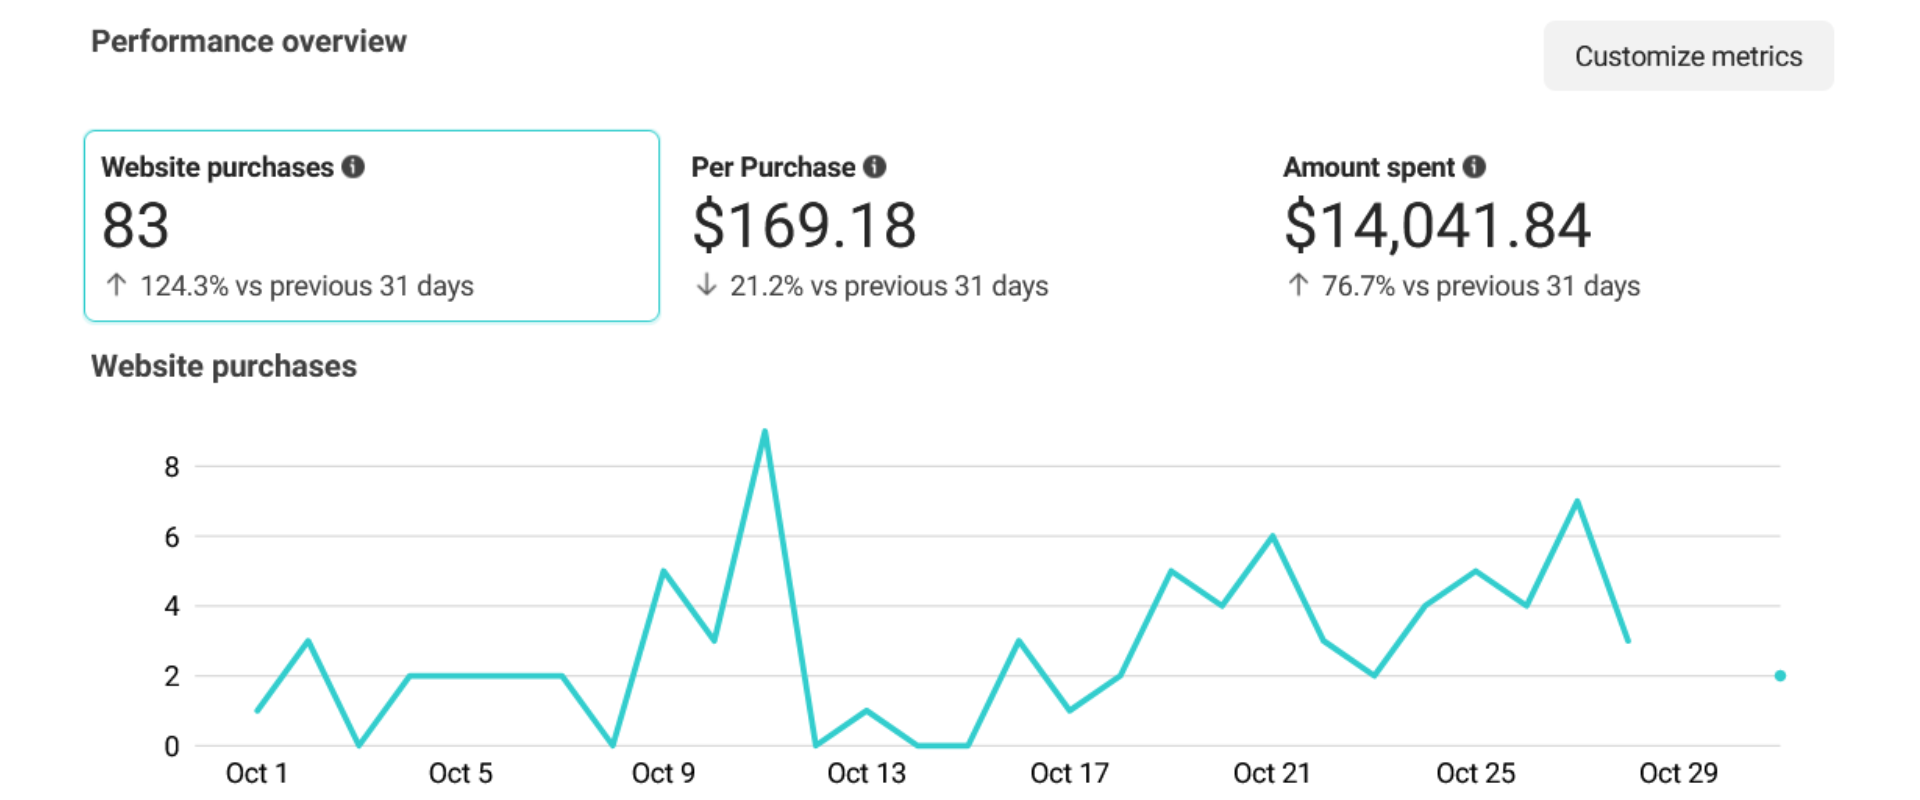 Performance overview
Customize metrics
Website purchases
83
↑ 124.3% vs previous 31 days
Per Purchase
$169.18
↓ 21.2% vs previous 31 days
Amount spent
$14,041.84
↑ 76.7% vs previous 31 days
Website purchases
8
6
4
2
0
Oct 1 Oct 5 Oct 9 Oct 13 Oct 17 Oct 21 Oct 25 Oct 29